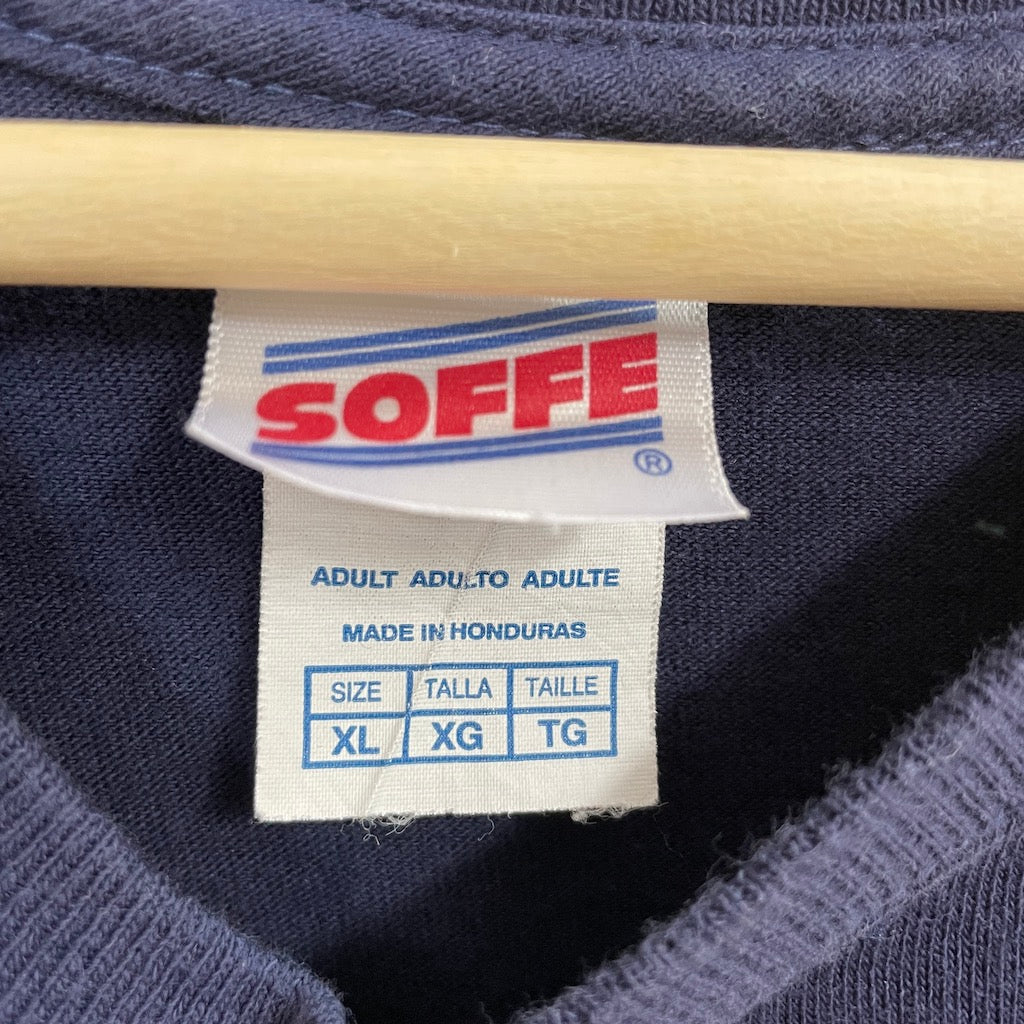 SOFFE
®
ADULT ADULTO ADULTE
MADE IN HONDURAS
SIZE TALLA TAILLE
XL XG TG